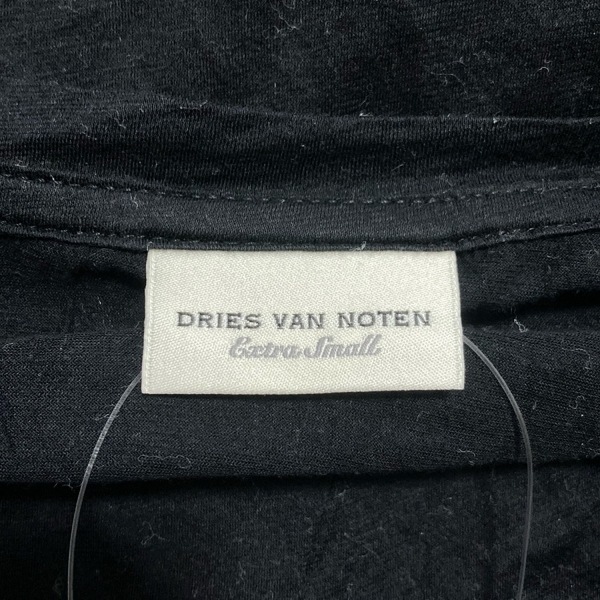 DRIES VAN NOTEN
Extra Small